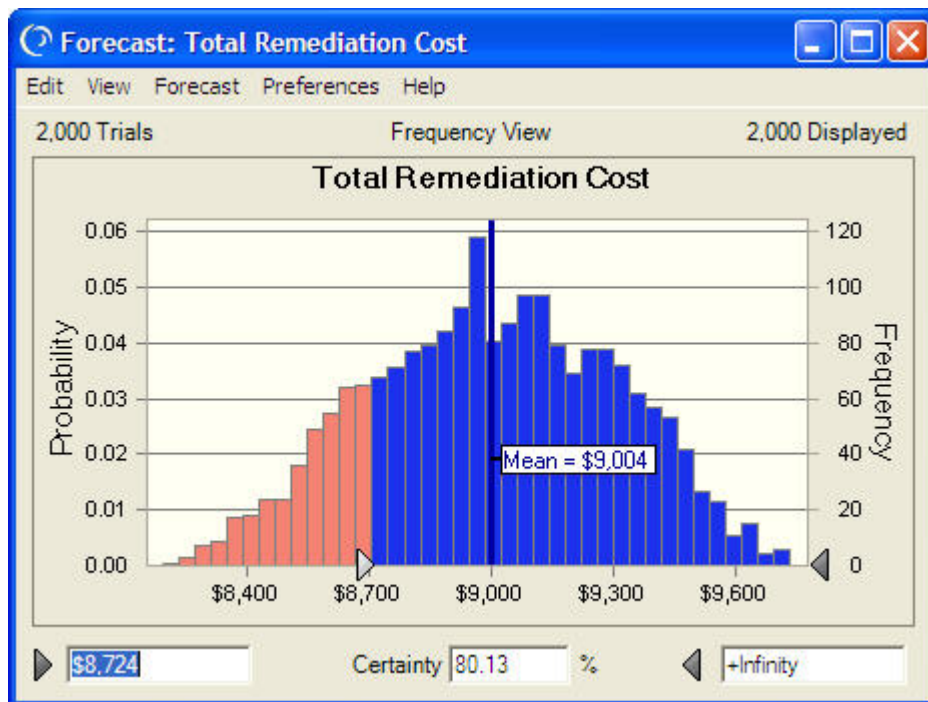 Forecast: Total Remediation Cost
Edit View Forecast Preferences Help
2,000 Trials Frequency View 2,000 Displayed
Total Remediation Cost
0.06 120
0.05 100
0.04 80
0.03 60
0.02 40
0.01 20
0.00 0
Probability
Frequency
Mean = $9,004
$8,400 $8,700 $9,000 $9,300 $9,600
$8,724 Certainty 80.13 % +Infinity